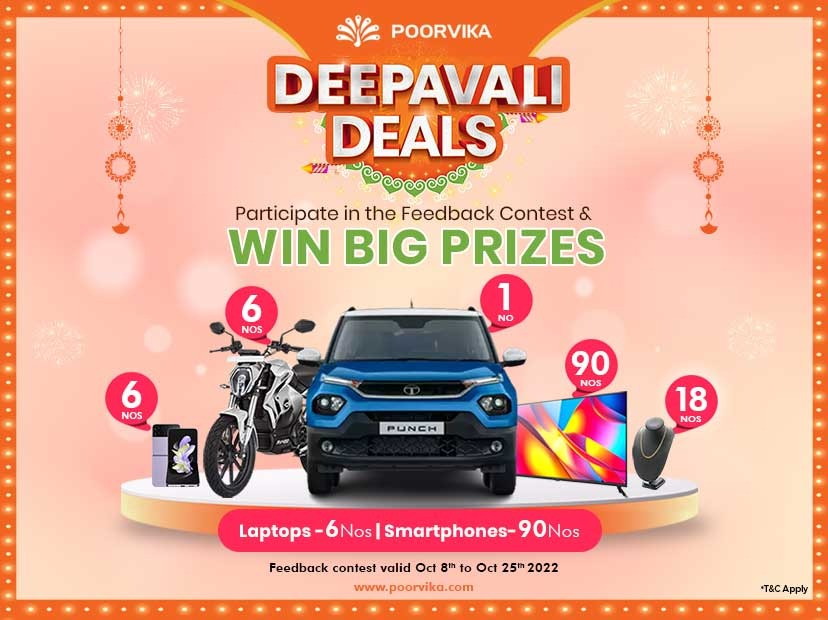 POORVIKA
DEEPAVALI
DEALS
Participate in the Feedback Contest &
WIN BIG PRIZES
1
NO
6
NOS
90
NOS
6
NOS
18
NOS
PUNCH
Laptops -6Nos | Smartphones-90Nos
Feedback contest valid Oct 8th to Oct 25th 2022
www.poorvika.com
*T&C Apply